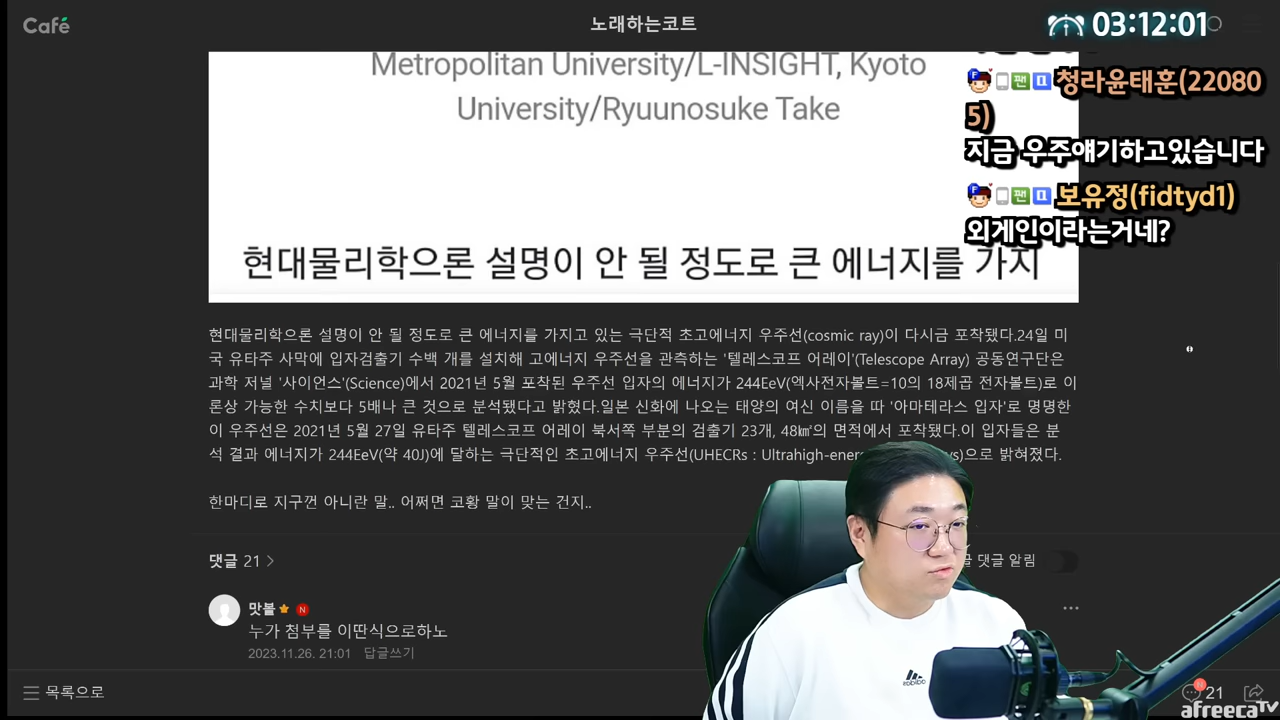 Café
노래하는코트
03:12:01
Metropolitan University/L-INSIGHT, Kyoto
University/Ryuunosuke Take
현대물리학으론 설명이 안 될 정도로 큰 에너지를 가지
청라윤태훈(22080
5)
지금 우주얘기하고있습니다
보유정(fidtyd1)
외계인이라는거네?
현대물리학으론 설명이 안 될 정도로 큰 에너지를 가지고 있는 극단적 초고에너지 우주선(cosmic ray)이 다시금 포착됐다.24일 미
국 유타주 사막에 입자검출기 수백 개를 설치해 고에너지 우주선을 관측하는 '텔레스코프 어레이'(Telescope Array) 공동연구단은
과학 저널 '사이언스'(Science)에서 2021년 5월 포착된 우주선 입자의 에너지가 244EeV(엑사전자볼트=10의 18제곱 전자볼트)로 이
론상 가능한 수치보다 5배나 큰 것으로 분석됐다고 밝혔다.일본 신화에 나오는 태양의 여신 이름을 따 '아마테라스 입자'로 명명한
이 우주선은 2021년 5월 27일 유타주 텔레스코프 어레이 북서쪽 부분의 검출기 23개, 48㎢의 면적에서 포착됐다.이 입자들은 분
석 결과 에너지가 244EeV(약 40J)에 달하는 극단적인 초고에너지 우주선(UHECRs : Ultrahigh-ener s)으로 밝혀졌다.
한마디로 지구껀 아니란 말.. 어쩌면 코황 말이 맞는 건지..
댓글 21
댓글 알림
맛볼
N
누가 첨부를 이딴식으로하노
2023.11.26. 21:01 답글쓰기
목록으로
N
21
afreecaTV